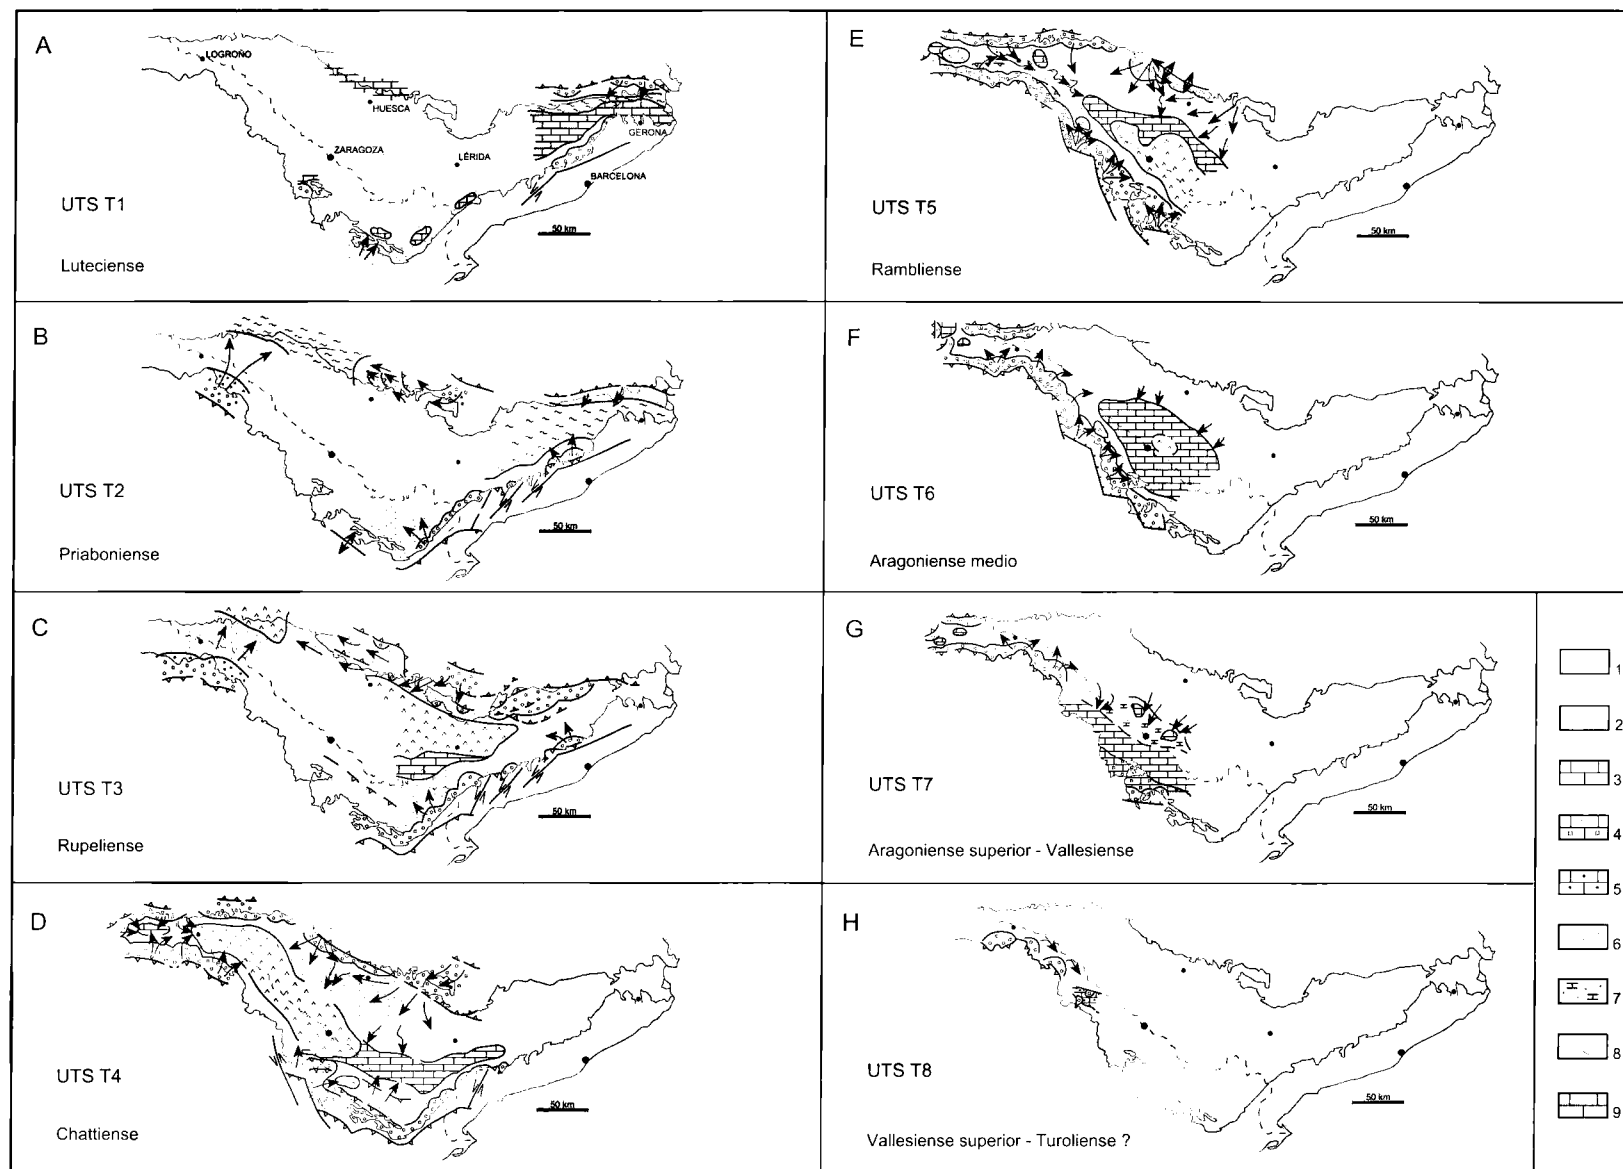 A
LOGROÑO
HUESCA
GERONA
ZARAGOZA
LÉRIDA
BARCELONA
UTS T1
50 km
Luteciense
B
UTS T2
50 km
Priaboniense
C
UTS T3
50 km
Rupeliense
D
UTS T4
50 km
Chattiense
E
UTS T5
50 km
Rambliense
F
UTS T6
50 km
Aragoniense medio
G
UTS T7
50 km
Aragoniense superior - Vallesiense
H
UTS T8
50 km
Vallesiense superior - Turoliense ?
1
2
3
4
5
6
7
8
9